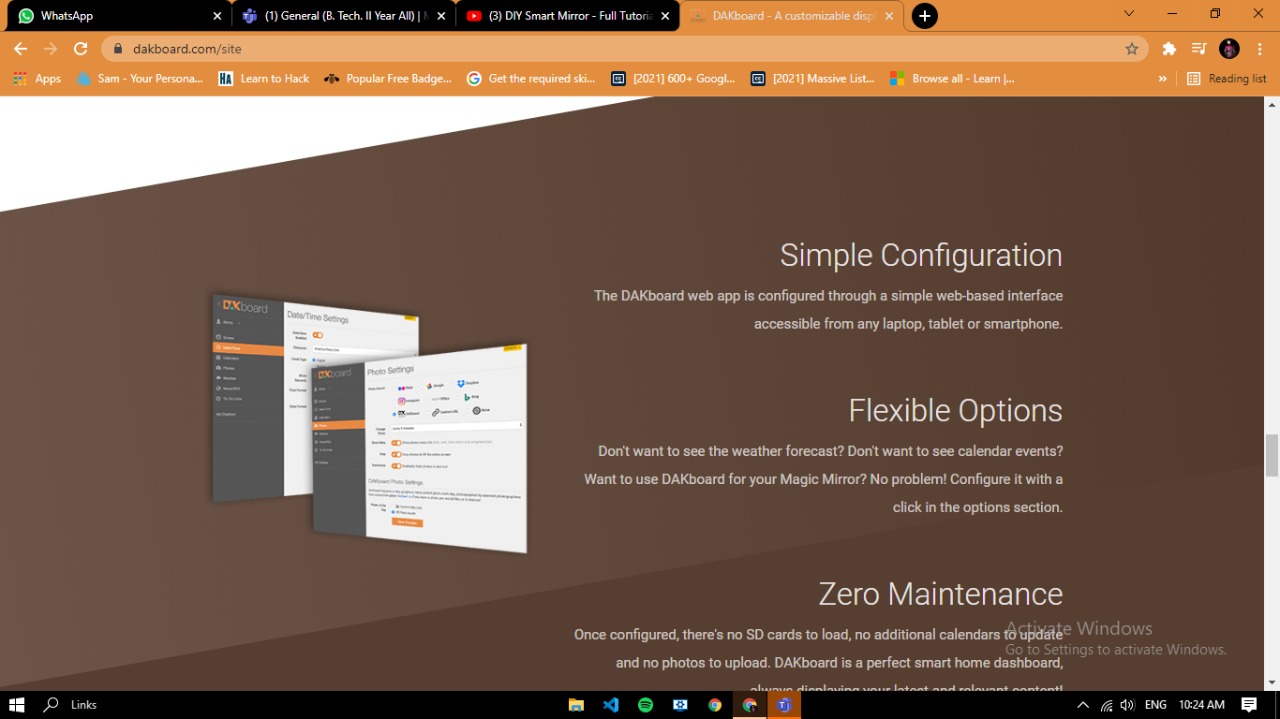 WhatsApp
(1) General (B. Tech. II Year All) |
(3) DIY Smart Mirror - Full Tutoria
DAKboard - A customizable disp
dakboard.com/site
Apps
Sam - Your Persona...
Learn to Hack
Popular Free Badge...
Get the required ski...
[2021] 600+ Googl...
[2021] Massive List...
Browse all - Learn |...
»
Reading list
Simple Configuration
The DAKboard web app is configured through a simple web-based interface
accessible from any laptop, tablet or smartphone.
DAKboard
Date/Time Settings
DAKboard
Photo Settings
Flexible Options
Don't want to see the weather forecast? Don't want to see calendar events?
Want to use DAKboard for your Magic Mirror? No problem! Configure it with a
click in the options section.
Zero Maintenance
Once configured, there's no SD cards to load, no additional calendars to update
and no photos to upload. DAKboard is a perfect smart home dashboard,
always displaying your latest and relevant content!
Activate Windows
Go to Settings to activate Windows.
Links
ENG
10:24 AM